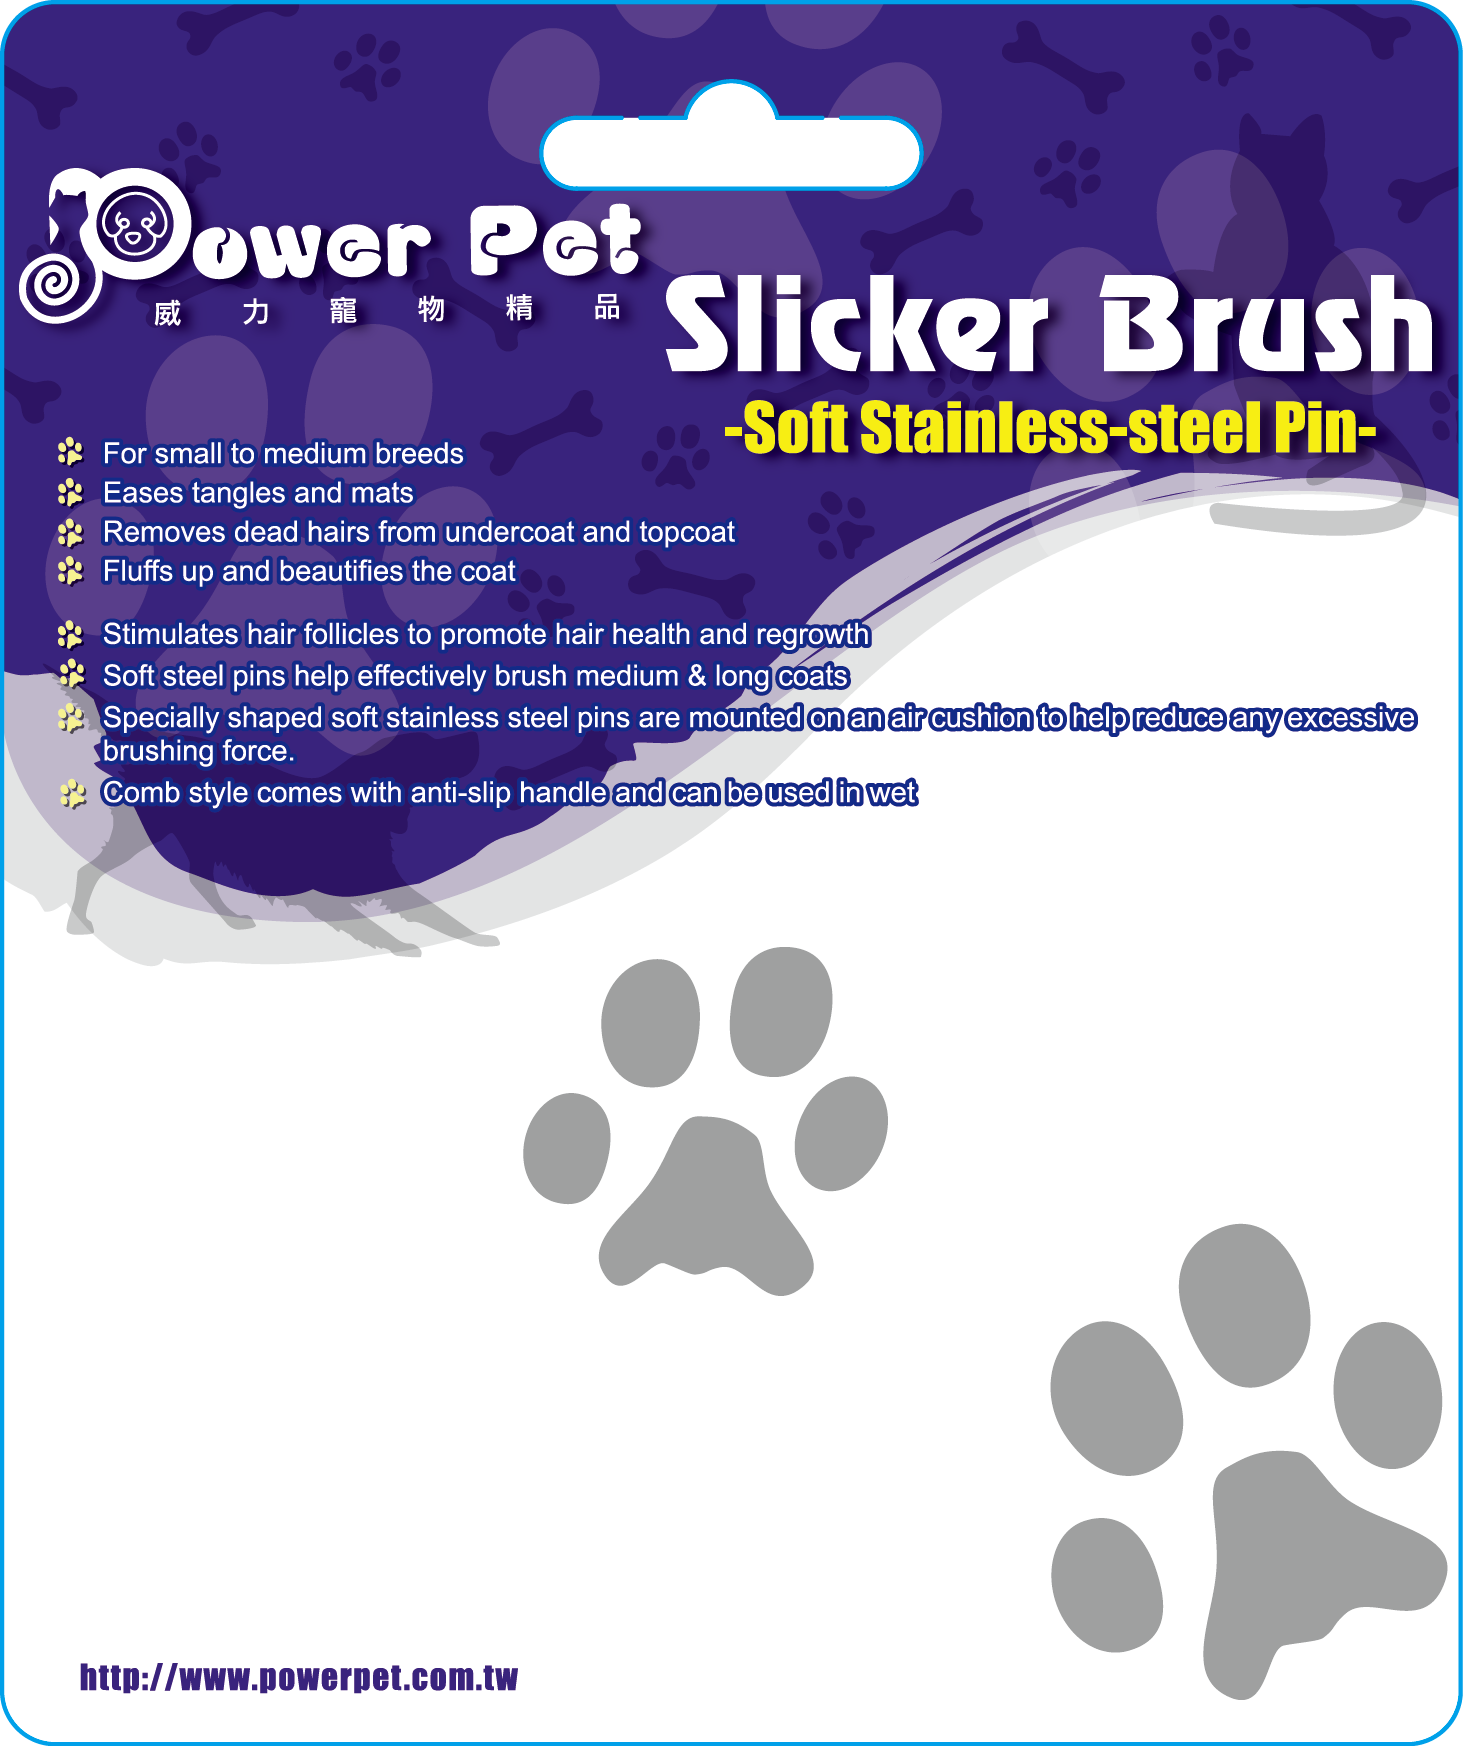 Power Pet
威力寵物精品
Slicker Brush
-Soft Stainless-steel Pin-
For small to medium breeds
Eases tangles and mats
Removes dead hairs from undercoat and topcoat
Fluffs up and beautifies the coat
Stimulates hair follicles to promote hair health and regrowth
Soft steel pins help effectively brush medium & long coats
Specially shaped soft stainless steel pins are mounted on an air cushion to help reduce any excessive
brushing force.
Comb style comes with anti-slip handle and can be used in wet
http://www.powerpet.com.tw